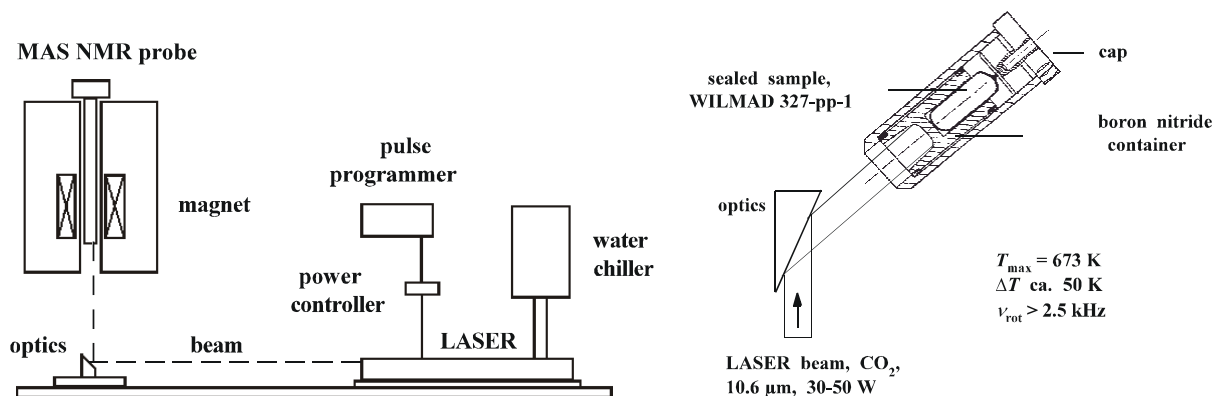 MAS NMR probe
magnet
pulse
programmer
power
controller
water
chiller
LASER
optics
beam
sealed sample,
WILMAD 327-pp-1
cap
boron nitride
container
optics
T_max = 673 K
ΔT ca. 50 K
ν_rot > 2.5 kHz
LASER beam, CO₂,
10.6 µm, 30-50 W